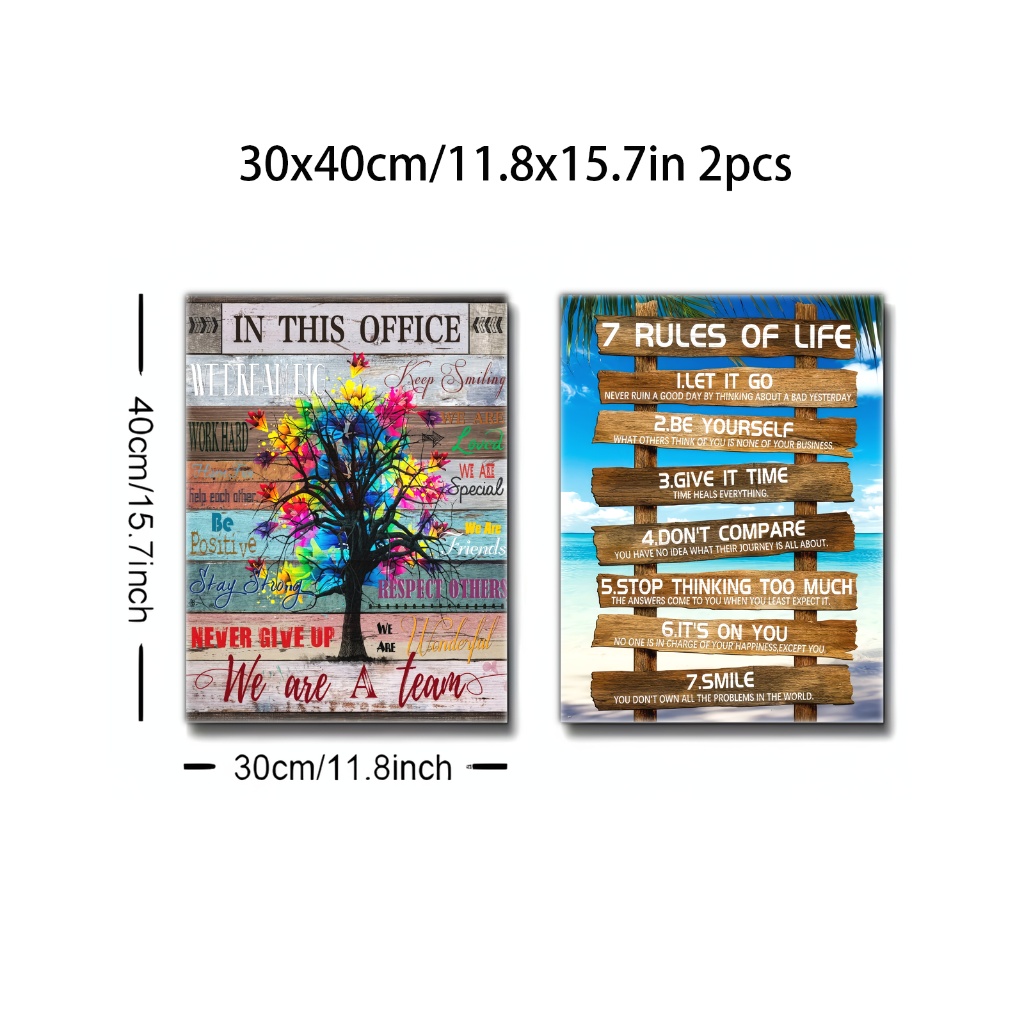 30x40cm/11.8x15.7in 2pcs
40cm/15.7inch
IN THIS OFFICE
WE DREAM BIG
Keep Smiling
WORK HARD
WE ARE
Loved
help each other
WE ARE
Special
Be
Positive
We Are
Friends
Stay Strong
RESPECT OTHERS
NEVER GIVE UP
WE
ARE
Wonderful
We are A team
30cm/11.8inch
7 RULES OF LIFE
1.LET IT GO
NEVER RUIN A GOOD DAY BY THINKING ABOUT A BAD YESTERDAY.
2.BE YOURSELF
WHAT OTHERS THINK OF YOU IS NONE OF YOUR BUSINESS.
3.GIVE IT TIME
TIME HEALS EVERYTHING.
4.DON'T COMPARE
YOU HAVE NO IDEA WHAT THEIR JOURNEY IS ALL ABOUT.
5.STOP THINKING TOO MUCH
THE ANSWERS COME TO YOU WHEN YOU LEAST EXPECT IT.
6.IT'S ON YOU
NO ONE IS IN CHARGE OF YOUR HAPPINESS,EXCEPT YOU.
7.SMILE
YOU DON'T OWN ALL THE PROBLEMS IN THE WORLD.